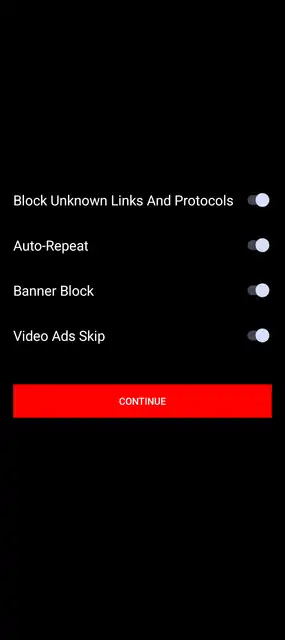 Block Unknown Links And Protocols
Auto-Repeat
Banner Block
Video Ads Skip
CONTINUE